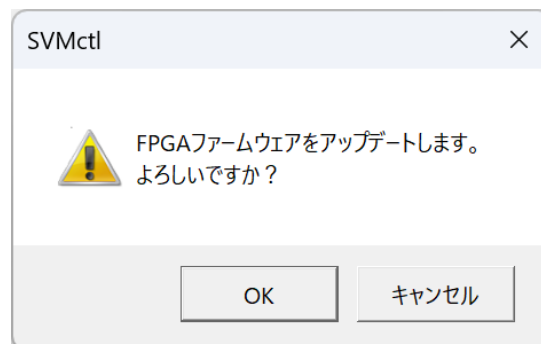 SVMctl
FPGAファームウェアをアップデートします。
よろしいですか？
OK
キャンセル